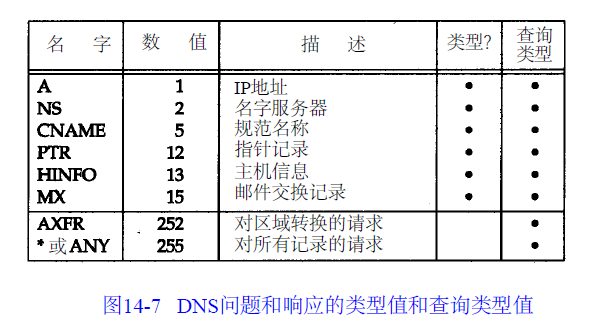 名 字 数 值 描 述 类型? 查询类型
A 1 IP地址 • •
NS 2 名字服务器 • •
CNAME 5 规范名称 • •
PTR 12 指针记录 • •
HINFO 13 主机信息 • •
MX 15 邮件交换记录 • •
AXFR 252 对区域转换的请求 •
* 或 ANY 255 对所有记录的请求 •
图14-7 DNS问题和响应的类型值和查询类型值